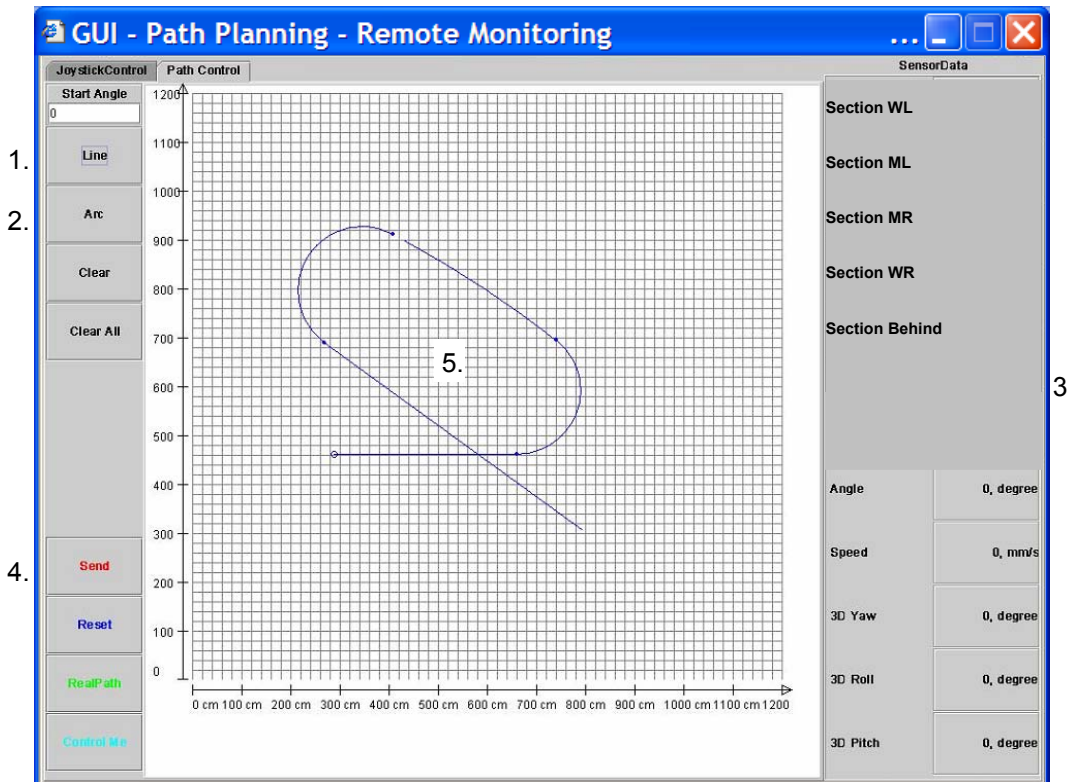 GUI - Path Planning - Remote Monitoring ...
JoystickControl Path Control SensorData
Start Angle
0
1. Line
2. Arc
Clear
Clear All
4. Send
Reset
RealPath
Control Me
1200
1100
1000
900
800
700
600
500
400
300
200
100
0
5.
0 cm 100 cm 200 cm 300 cm 400 cm 500 cm 600 cm 700 cm 800 cm 900 cm 1000 cm 1100 cm 1200
Section WL
Section ML
Section MR
Section WR
Section Behind
3
Angle 0, degree
Speed 0, mm/s
3D Yaw 0, degree
3D Roll 0, degree
3D Pitch 0, degree